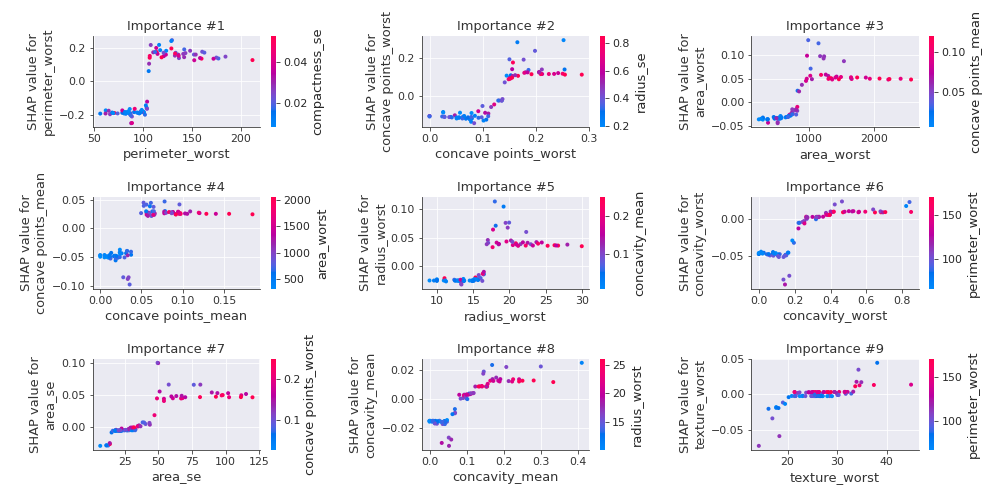 Importance #1
SHAP value for
perimeter_worst
0.2
0.0
−0.2
50
100
150
200
perimeter_worst
0.04
0.02
compactness_se
Importance #2
SHAP value for
concave points_worst
0.2
0.0
0.0
0.1
0.2
0.3
concave points_worst
0.8
0.6
0.4
0.2
radius_se
Importance #3
SHAP value for
area_worst
0.10
0.05
0.00
−0.05
1000
2000
area_worst
0.10
0.05
concave points_mean
Importance #4
SHAP value for
concave points_mean
0.05
0.00
−0.05
−0.10
0.00
0.05
0.10
0.15
concave points_mean
2000
1500
1000
500
area_worst
Importance #5
SHAP value for
radius_worst
0.10
0.05
0.00
10
15
20
25
30
radius_worst
0.2
0.1
concavity_mean
Importance #6
SHAP value for
concavity_worst
0.00
−0.05
0.0
0.2
0.4
0.6
0.8
concavity_worst
150
100
perimeter_worst
Importance #7
SHAP value for
area_se
0.10
0.05
0.00
25
50
75
100
125
area_se
0.2
0.1
concave points_worst
Importance #8
SHAP value for
concavity_mean
0.02
0.00
−0.02
0.0
0.1
0.2
0.3
0.4
concavity_mean
25
20
15
radius_worst
Importance #9
SHAP value for
texture_worst
0.05
0.00
−0.05
20
30
40
texture_worst
150
100
perimeter_worst